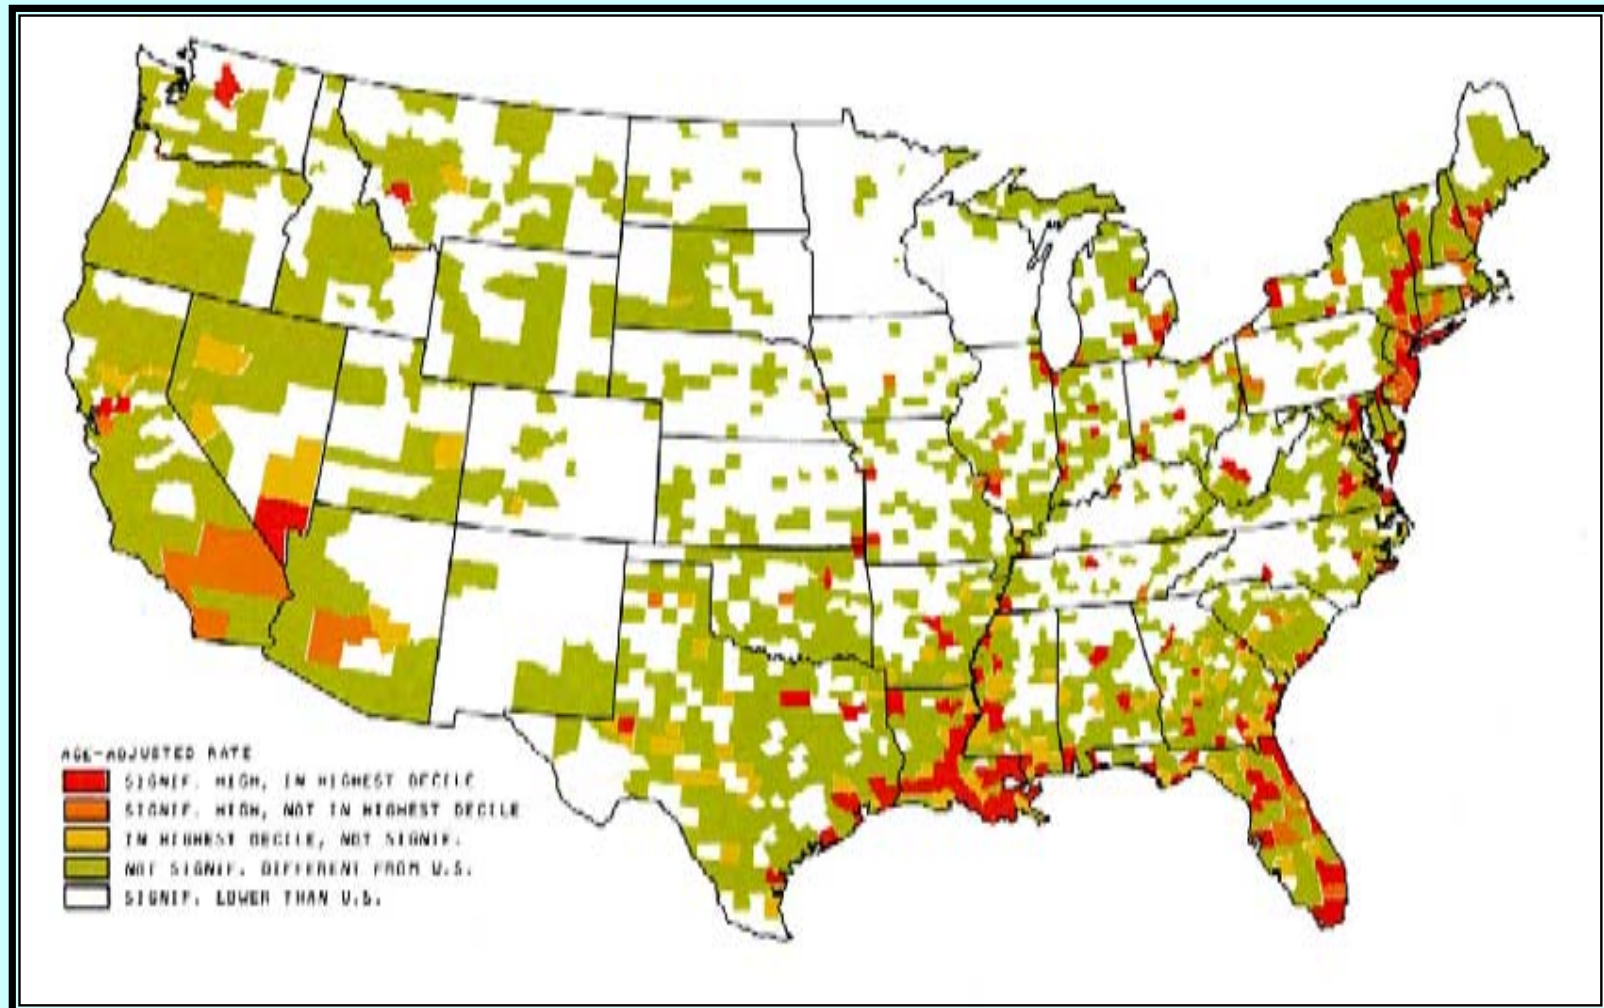 AGE-ADJUSTED RATE
SIGNIF. HIGH, IN HIGHEST DECILE
SIGNIF. HIGH, NOT IN HIGHEST DECILE
IN HIGHEST DECILE, NOT SIGNIF.
NOT SIGNIF. DIFFERENT FROM U.S.
SIGNIF. LOWER THAN U.S.